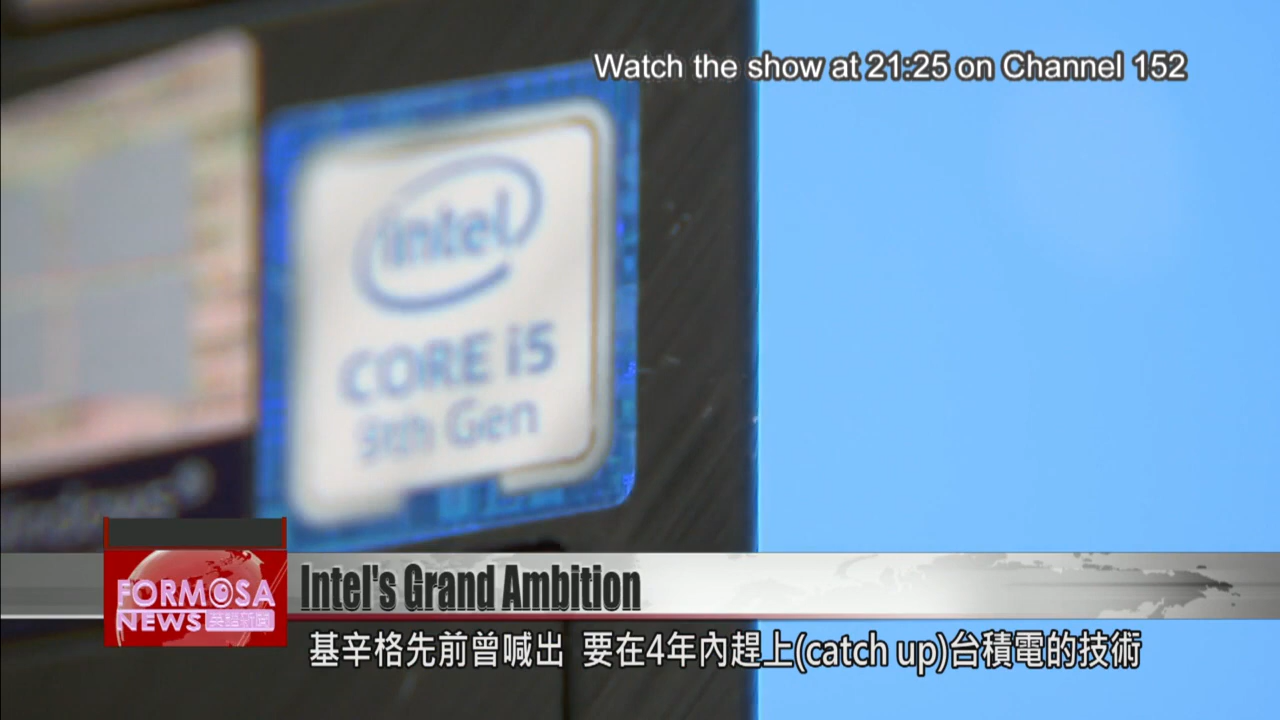 Watch the show at 21:25 on Channel 152
intel
CORE i5
9th Gen
Intel's Grand Ambition
FORMOSA
NEWS 英語新聞
基辛格先前曾喊出 要在4年內趕上(catch up)台積電的技術